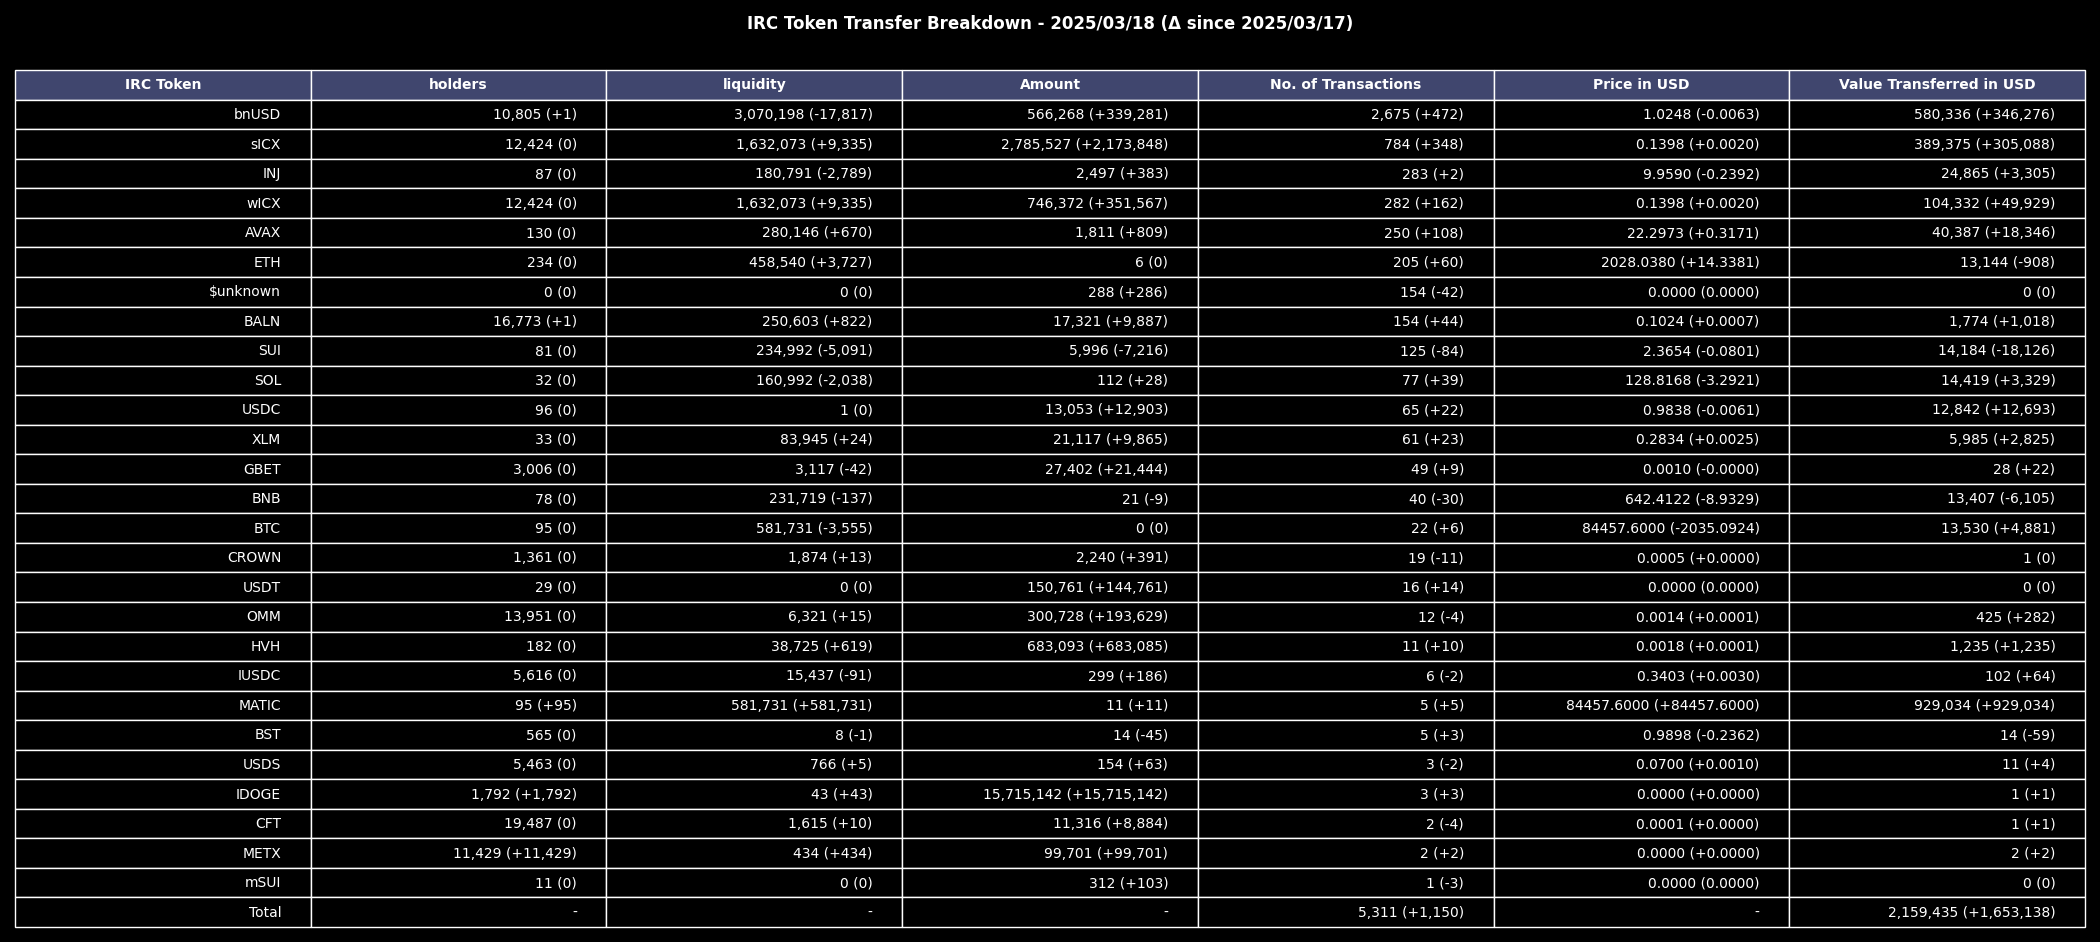 IRC Token Transfer Breakdown - 2025/03/18 (Δ since 2025/03/17)
IRC Token holders liquidity Amount No. of Transactions Price in USD Value Transferred in USD
bnUSD 10,805 (+1) 3,070,198 (-17,817) 566,268 (+339,281) 2,675 (+472) 1.0248 (-0.0063) 580,336 (+346,276)
sICX 12,424 (0) 1,632,073 (+9,335) 2,785,527 (+2,173,848) 784 (+348) 0.1398 (+0.0020) 389,375 (+305,088)
INJ 87 (0) 180,791 (-2,789) 2,497 (+383) 283 (+2) 9.9590 (-0.2392) 24,865 (+3,305)
wICX 12,424 (0) 1,632,073 (+9,335) 746,372 (+351,567) 282 (+162) 0.1398 (+0.0020) 104,332 (+49,929)
AVAX 130 (0) 280,146 (+670) 1,811 (+809) 250 (+108) 22.2973 (+0.3171) 40,387 (+18,346)
ETH 234 (0) 458,540 (+3,727) 6 (0) 205 (+60) 2028.0380 (+14.3381) 13,144 (-908)
$unknown 0 (0) 0 (0) 288 (+286) 154 (-42) 0.0000 (0.0000) 0 (0)
BALN 16,773 (+1) 250,603 (+822) 17,321 (+9,887) 154 (+44) 0.1024 (+0.0007) 1,774 (+1,018)
SUI 81 (0) 234,992 (-5,091) 5,996 (-7,216) 125 (-84) 2.3654 (-0.0801) 14,184 (-18,126)
SOL 32 (0) 160,992 (-2,038) 112 (+28) 77 (+39) 128.8168 (-3.2921) 14,419 (+3,329)
USDC 96 (0) 1 (0) 13,053 (+12,903) 65 (+22) 0.9838 (-0.0061) 12,842 (+12,693)
XLM 33 (0) 83,945 (+24) 21,117 (+9,865) 61 (+23) 0.2834 (+0.0025) 5,985 (+2,825)
GBET 3,006 (0) 3,117 (-42) 27,402 (+21,444) 49 (+9) 0.0010 (-0.0000) 28 (+22)
BNB 78 (0) 231,719 (-137) 21 (-9) 40 (-30) 642.4122 (-8.9329) 13,407 (-6,105)
BTC 95 (0) 581,731 (-3,555) 0 (0) 22 (+6) 84457.6000 (-2035.0924) 13,530 (+4,881)
CROWN 1,361 (0) 1,874 (+13) 2,240 (+391) 19 (-11) 0.0005 (+0.0000) 1 (0)
USDT 29 (0) 0 (0) 150,761 (+144,761) 16 (+14) 0.0000 (0.0000) 0 (0)
OMM 13,951 (0) 6,321 (+15) 300,728 (+193,629) 12 (-4) 0.0014 (+0.0001) 425 (+282)
HVH 182 (0) 38,725 (+619) 683,093 (+683,085) 11 (+10) 0.0018 (+0.0001) 1,235 (+1,235)
IUSDC 5,616 (0) 15,437 (-91) 299 (+186) 6 (-2) 0.3403 (+0.0030) 102 (+64)
MATIC 95 (+95) 581,731 (+581,731) 11 (+11) 5 (+5) 84457.6000 (+84457.6000) 929,034 (+929,034)
BST 565 (0) 8 (-1) 14 (-45) 5 (+3) 0.9898 (-0.2362) 14 (-59)
USDS 5,463 (0) 766 (+5) 154 (+63) 3 (-2) 0.0700 (+0.0010) 11 (+4)
IDOGE 1,792 (+1,792) 43 (+43) 15,715,142 (+15,715,142) 3 (+3) 0.0000 (+0.0000) 1 (+1)
CFT 19,487 (0) 1,615 (+10) 11,316 (+8,884) 2 (-4) 0.0001 (+0.0000) 1 (+1)
METX 11,429 (+11,429) 434 (+434) 99,701 (+99,701) 2 (+2) 0.0000 (+0.0000) 2 (+2)
mSUI 11 (0) 0 (0) 312 (+103) 1 (-3) 0.0000 (0.0000) 0 (0)
Total - - - 5,311 (+1,150) - 2,159,435 (+1,653,138)